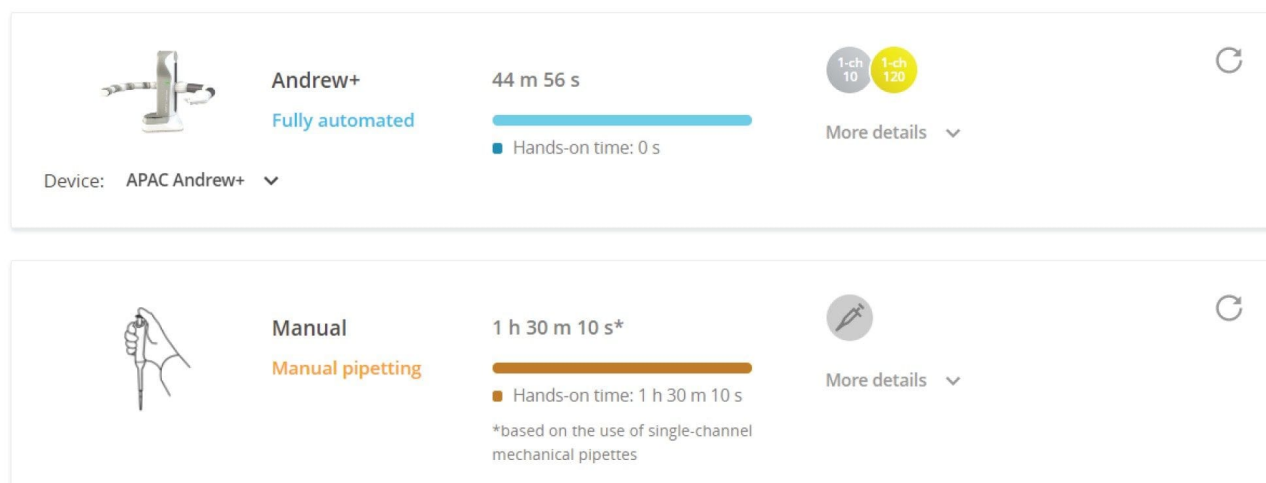 Andrew+
Fully automated
44 m 56 s
Hands-on time: 0 s
1-ch
10
1-ch
120
More details
Device: APAC Andrew+
Manual
Manual pipetting
1 h 30 m 10 s*
Hands-on time: 1 h 30 m 10 s
*based on the use of single-channel
mechanical pipettes
More details